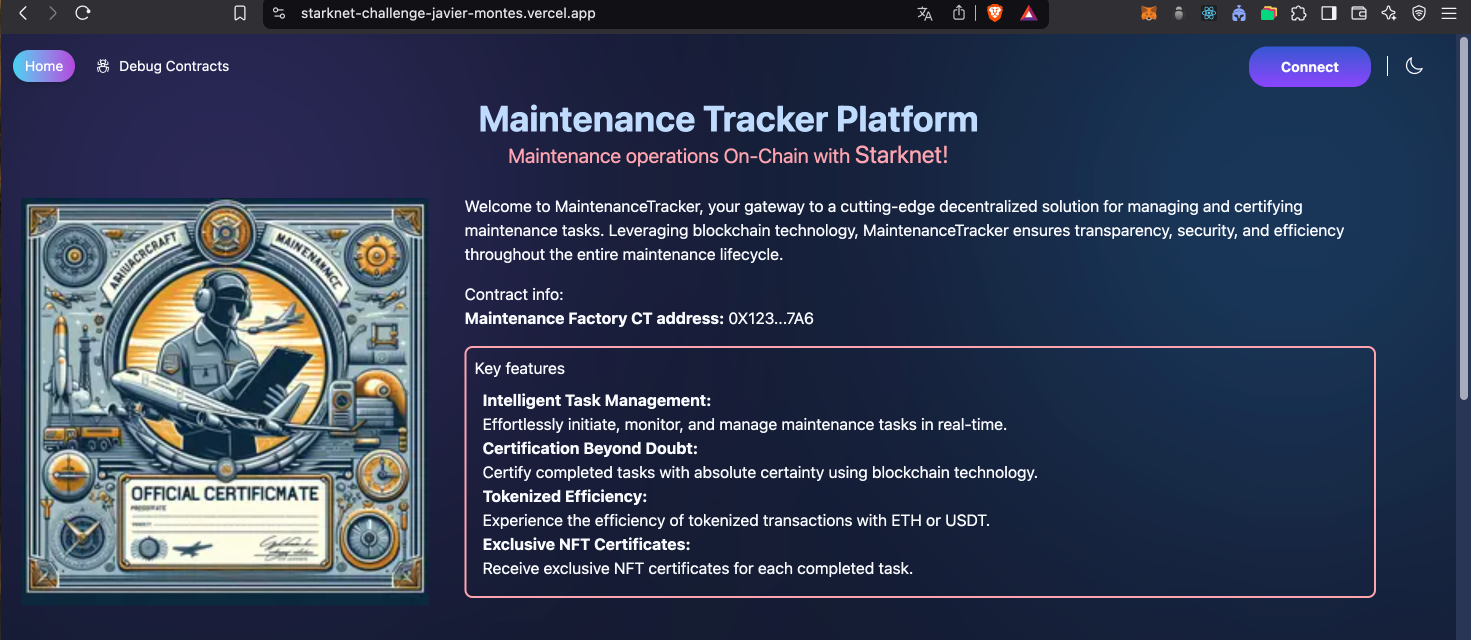 starknet-challenge-javier-montes.vercel.app
Home
Debug Contracts
Connect
Maintenance Tracker Platform
Maintenance operations On-Chain with Starknet!
Welcome to MaintenanceTracker, your gateway to a cutting-edge decentralized solution for managing and certifying
maintenance tasks. Leveraging blockchain technology, MaintenanceTracker ensures transparency, security, and efficiency
throughout the entire maintenance lifecycle.
Contract info:
Maintenance Factory CT address: 0X123...7A6
Key features
Intelligent Task Management:
Effortlessly initiate, monitor, and manage maintenance tasks in real-time.
Certification Beyond Doubt:
Certify completed tasks with absolute certainty using blockchain technology.
Tokenized Efficiency:
Experience the efficiency of tokenized transactions with ETH or USDT.
Exclusive NFT Certificates:
Receive exclusive NFT certificates for each completed task.
OFFICIAL CERTIFICMATE